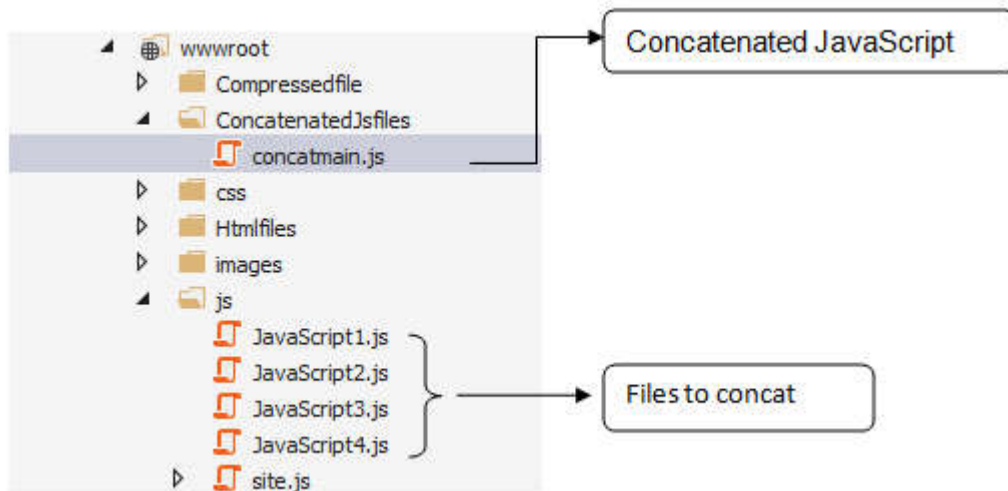 wwwroot
Concatenated JavaScript
Compressedfile
ConcatenatedJsfiles
concatmain.js
css
Htmlfiles
images
js
JavaScript1.js
JavaScript2.js
JavaScript3.js
Files to concat
JavaScript4.js
site.js